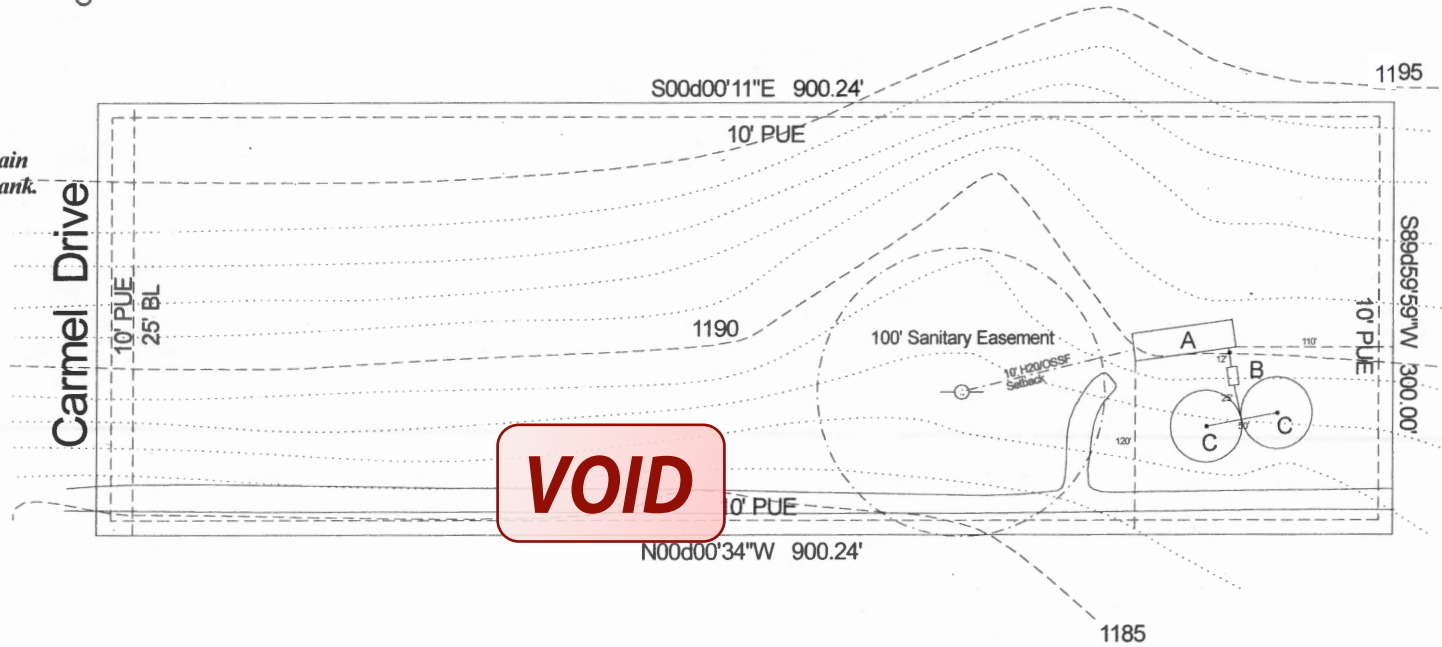 1195
S00d00'11"E 900.24'
10' PUE
ain
ank.
Carmel Drive
10' PUE
25' BL
1190
100' Sanitary Easement
10' H20/OSSF
Setback
A
110'
12'
B
25'
C
50'
C
120'
10' PUE
S89d59'59"W 300.00'
VOID
10' PUE
N00d00'34"W 900.24'
1185